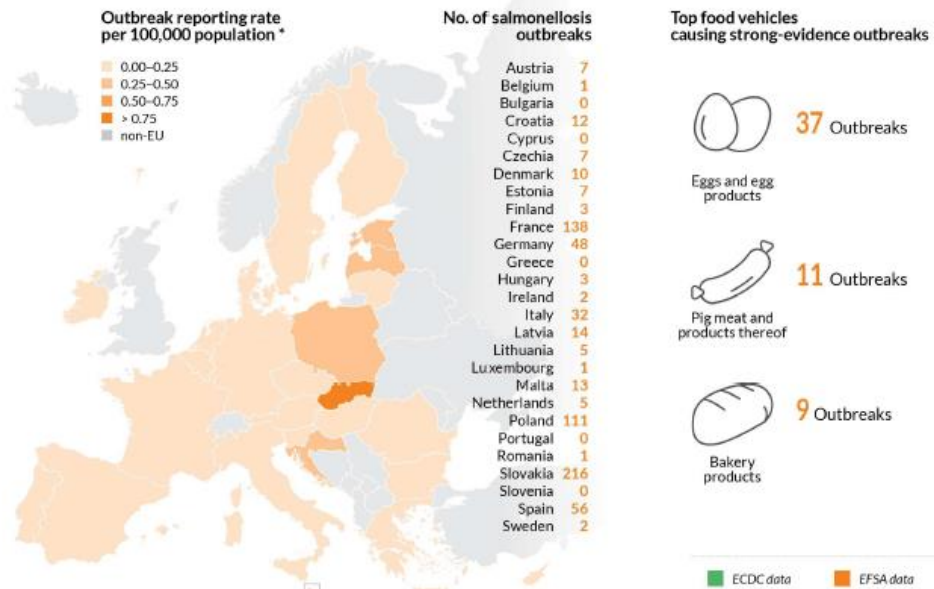 Outbreak reporting rate
per 100,000 population *
0.00–0.25
0.25–0.50
0.50–0.75
> 0.75
non-EU
No. of salmonellosis
outbreaks
Austria 7
Belgium 1
Bulgaria 0
Croatia 12
Cyprus 0
Czechia 7
Denmark 10
Estonia 7
Finland 3
France 138
Germany 48
Greece 0
Hungary 3
Ireland 2
Italy 32
Latvia 14
Lithuania 5
Luxembourg 1
Malta 13
Netherlands 5
Poland 111
Portugal 0
Romania 1
Slovakia 216
Slovenia 0
Spain 56
Sweden 2
Top food vehicles
causing strong-evidence outbreaks
37 Outbreaks
Eggs and egg
products
11 Outbreaks
Pig meat and
products thereof
9 Outbreaks
Bakery
products
ECDC data
EFSA data